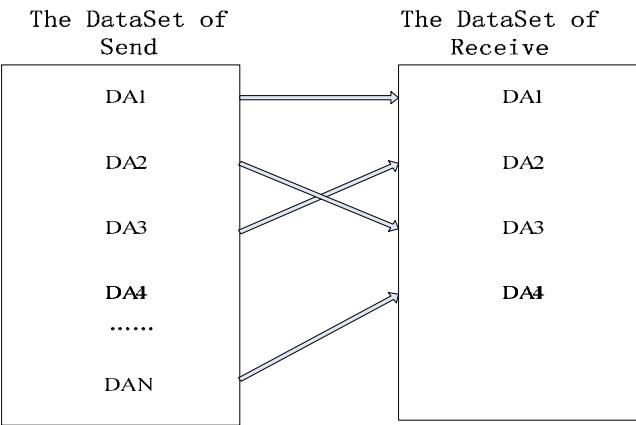 The DataSet of
Send
DA1
DA2
DA3
DA4
......
DAN
The DataSet of
Receive
DA1
DA2
DA3
DA4